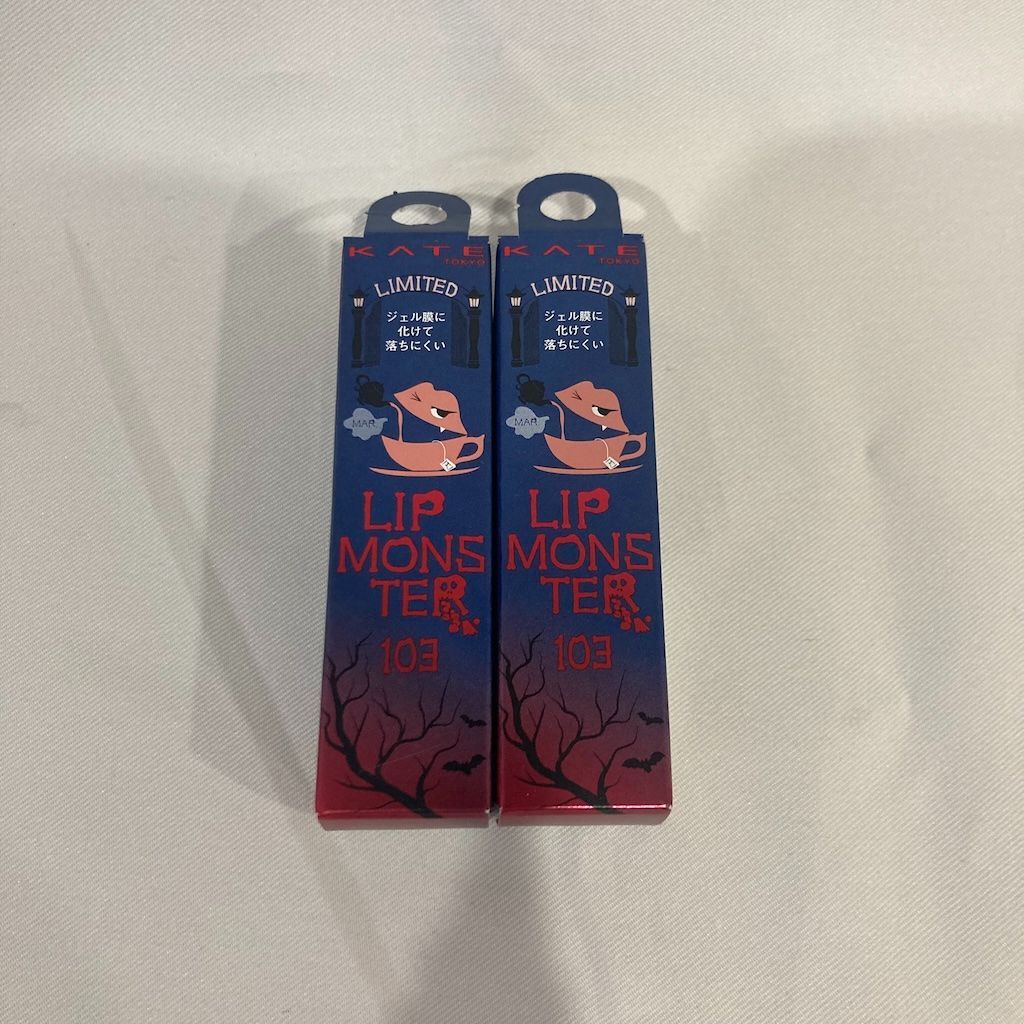 KATE
TOKYO
LIMITED
ジェル膜に
化けて
落ちにくい
MAR.
LIP
MONS
TER
103
KATE
TOKYO
LIMITED
ジェル膜に
化けて
落ちにくい
MAR.
LIP
MONS
TER
103